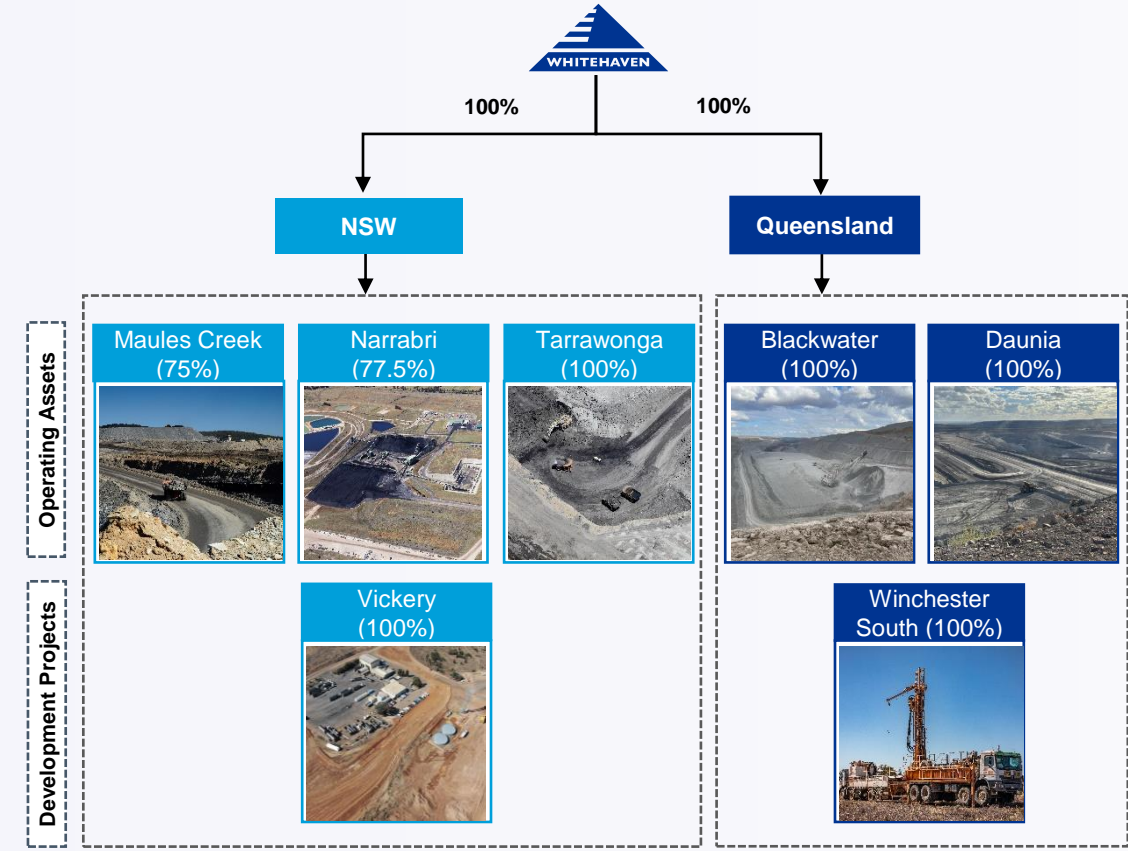 WHITEHAVEN
100%
100%
NSW
Queensland
Operating Assets
Maules Creek
(75%)
Narrabri
(77.5%)
Tarrawonga
(100%)
Blackwater
(100%)
Daunia
(100%)
Development Projects
Vickery
(100%)
Winchester
South (100%)